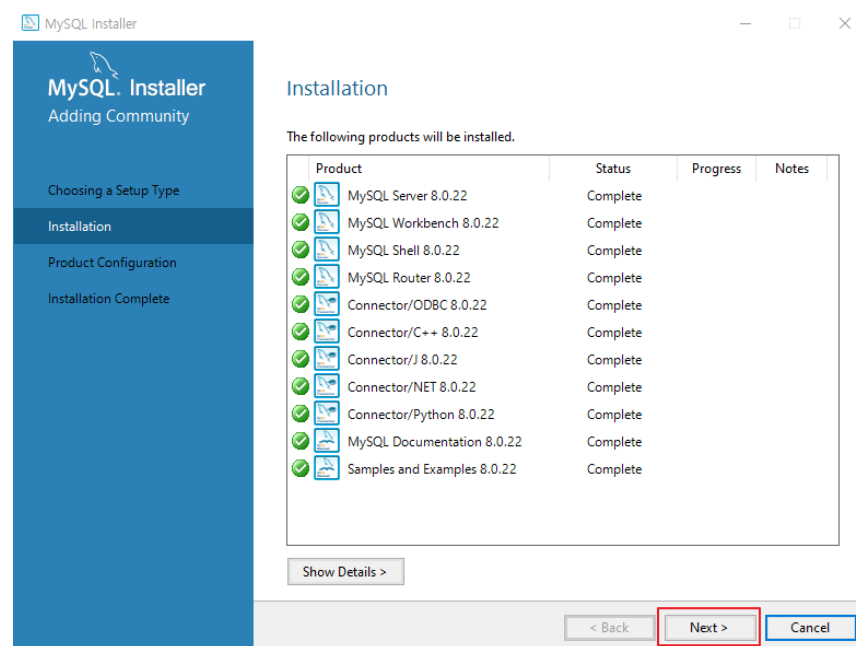 MySQL Installer
MySQL. Installer
Adding Community
Choosing a Setup Type
Installation
Product Configuration
Installation Complete
Installation
The following products will be installed.
Product Status Progress Notes
MySQL Server 8.0.22 Complete
MySQL Workbench 8.0.22 Complete
MySQL Shell 8.0.22 Complete
MySQL Router 8.0.22 Complete
Connector/ODBC 8.0.22 Complete
Connector/C++ 8.0.22 Complete
Connector/J 8.0.22 Complete
Connector/NET 8.0.22 Complete
Connector/Python 8.0.22 Complete
MySQL Documentation 8.0.22 Complete
Samples and Examples 8.0.22 Complete
Show Details >
< Back Next > Cancel